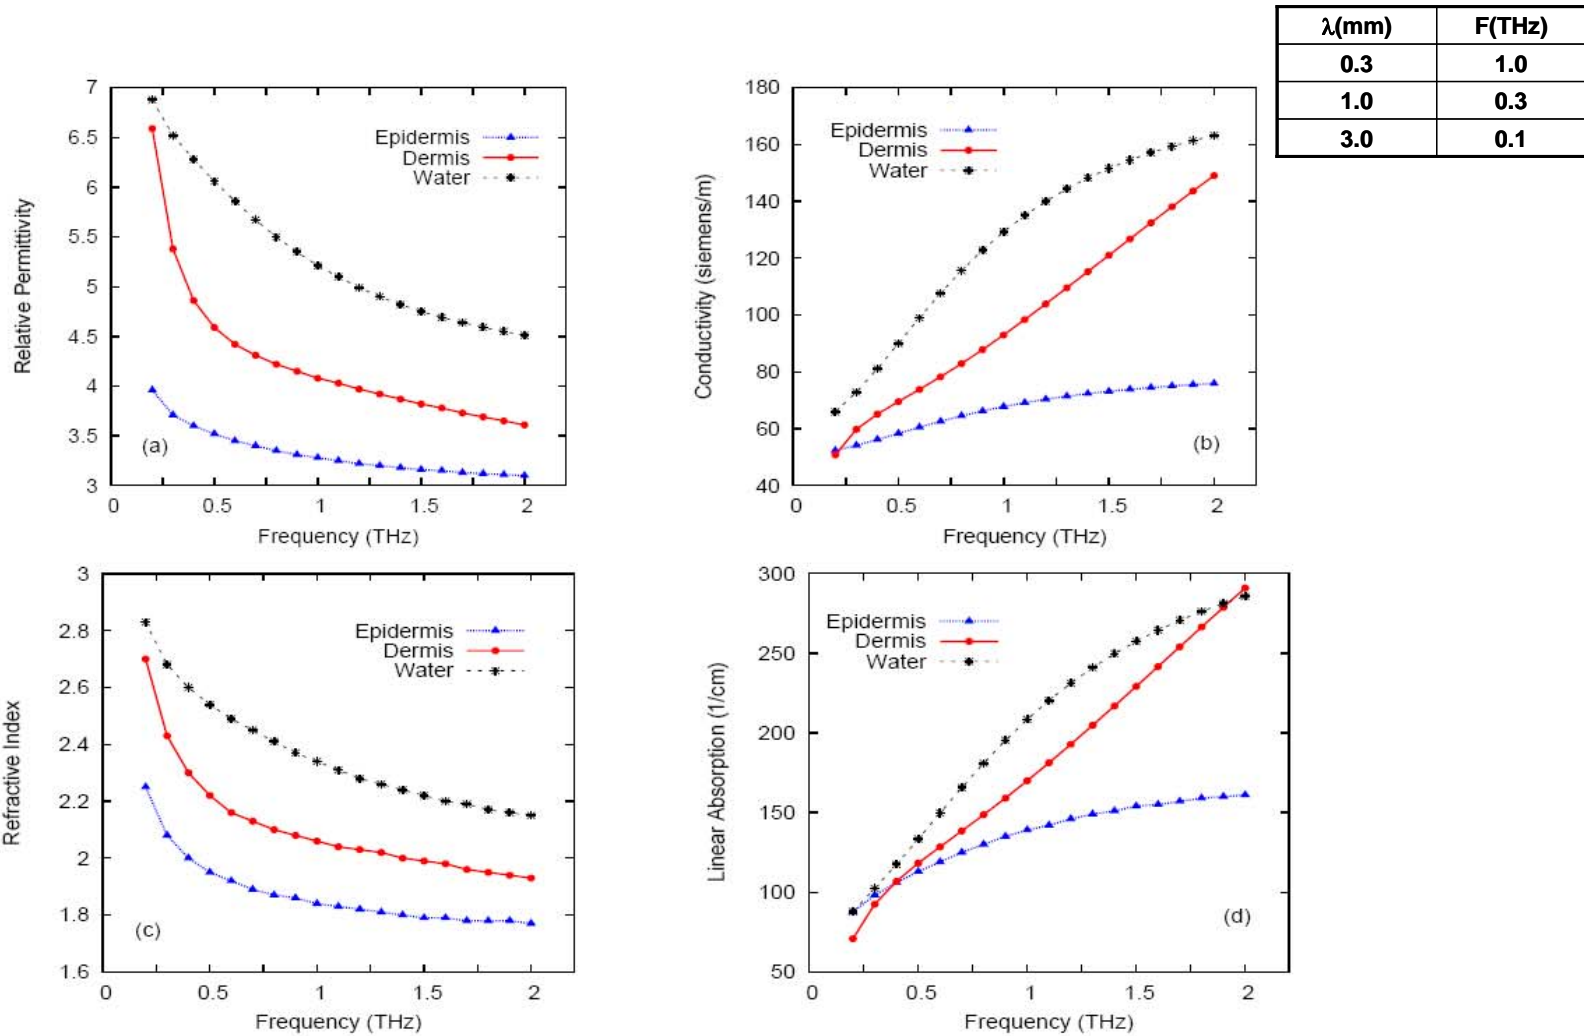 λ(mm) F(THz)
0.3 1.0
1.0 0.3
3.0 0.1
7
6.5
6
5.5
5
4.5
4
3.5
3
Relative Permittivity
Epidermis
Dermis
Water
(a)
0 0.5 1 1.5 2
Frequency (THz)
180
160
140
120
100
80
60
40
Conductivity (siemens/m)
Epidermis
Dermis
Water
(b)
0 0.5 1 1.5 2
Frequency (THz)
3
2.8
2.6
2.4
2.2
2
1.8
1.6
Refractive Index
Epidermis
Dermis
Water
(c)
0 0.5 1 1.5 2
Frequency (THz)
300
250
200
150
100
50
Linear Absorption (1/cm)
Epidermis
Dermis
Water
(d)
0 0.5 1 1.5 2
Frequency (THz)